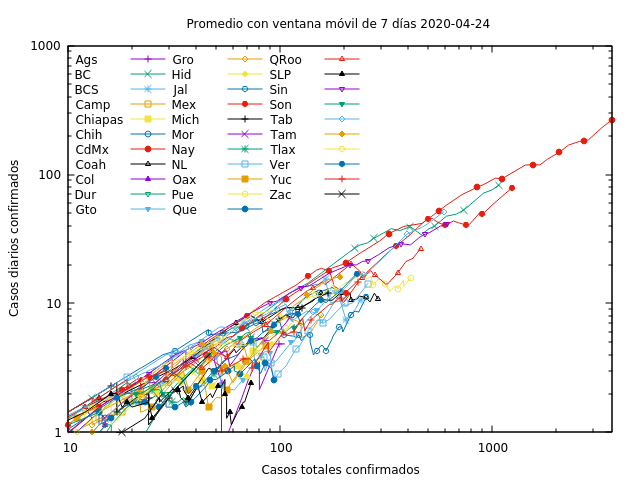 Promedio con ventana móvil de 7 días 2020-04-24
1000
100
10
1
Casos diarios confirmados
Ags Gro QRoo
BC Hid SLP
BCS Jal Sin
Camp Mex Son
Chiapas Mich Tab
Chih Mor Tam
CdMx Nay Tlax
Coah NL Ver
Col Oax Yuc
Dur Pue Zac
Gto Que
10 100 1000
Casos totales confirmados